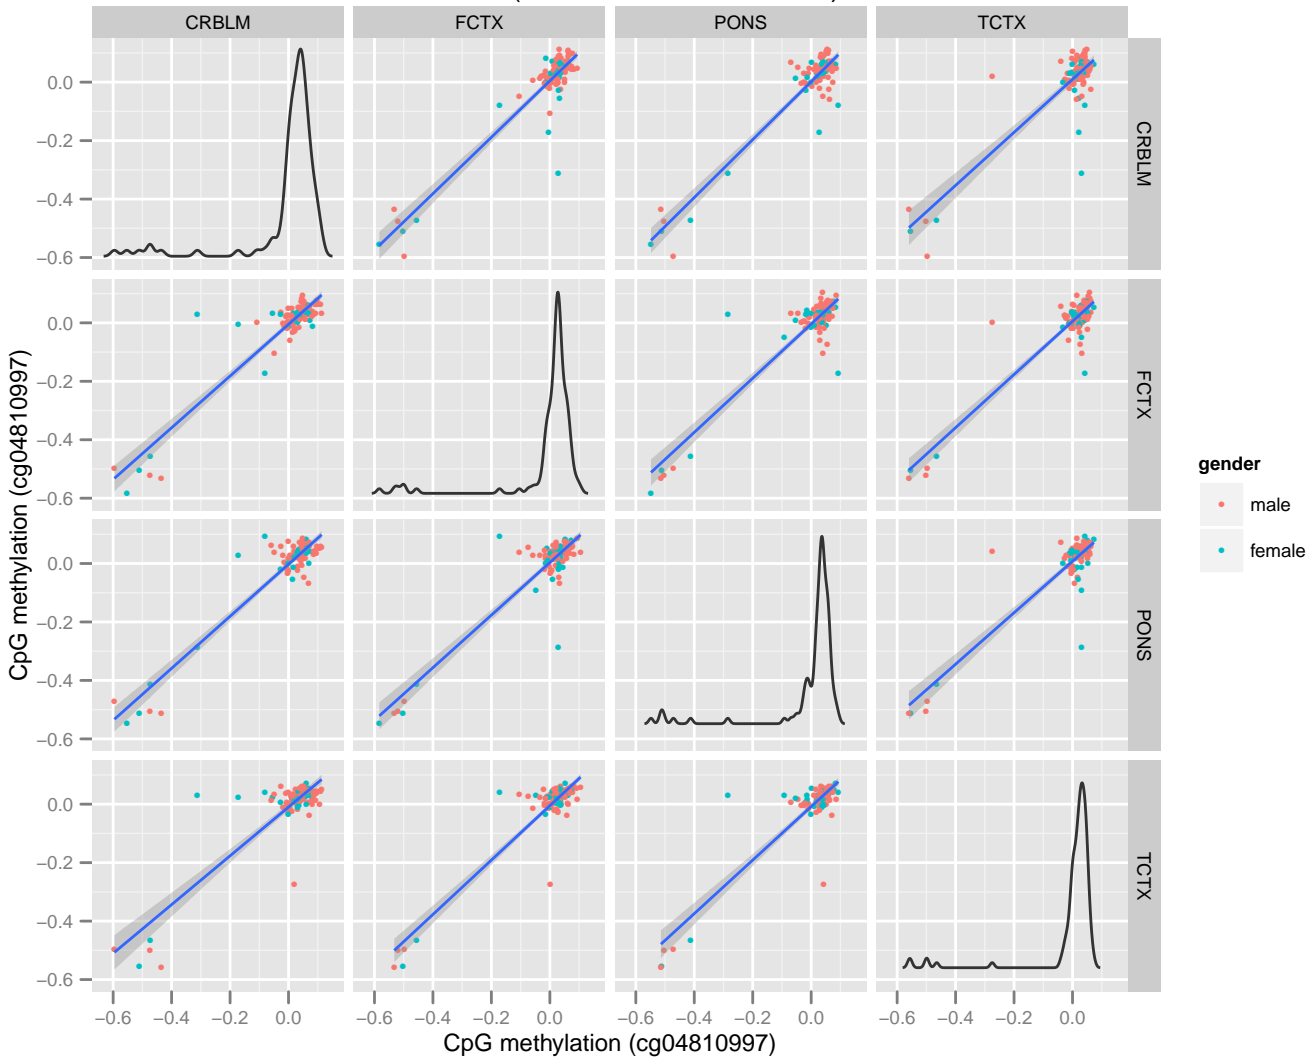 CRBLM FCTX PONS TCTX
0.0
−0.2
−0.4
−0.6
CRBLM
0.0
−0.2
−0.4
−0.6
FCTX
0.0
−0.2
−0.4
−0.6
PONS
0.0
−0.2
−0.4
−0.6
TCTX
CpG methylation (cg04810997)
−0.6 −0.4 −0.2 0.0 −0.6 −0.4 −0.2 0.0 −0.6 −0.4 −0.2 0.0 −0.6 −0.4 −0.2 0.0
CpG methylation (cg04810997)
gender
male
female